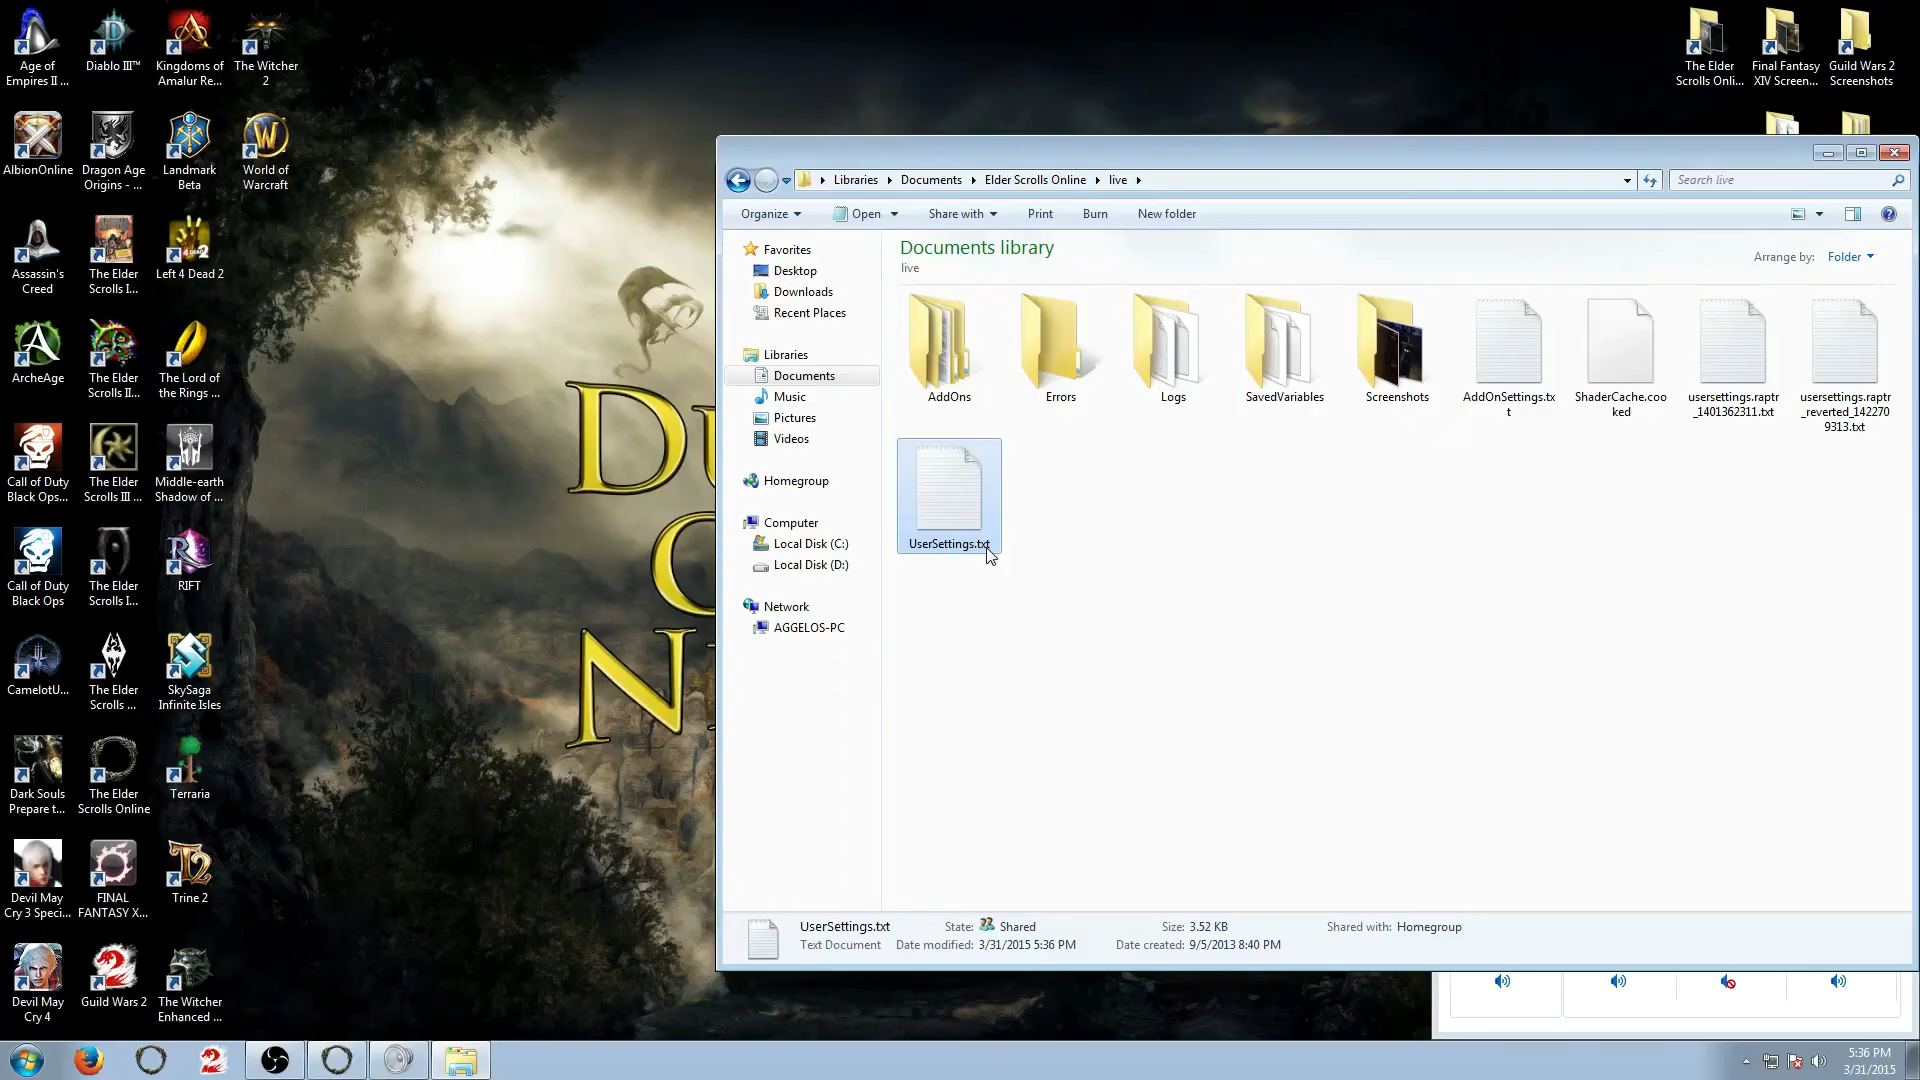 Age of
Empires II ...
Diablo III™
Kingdoms of
Amalur Re...
The Witcher
2
The Elder
Scrolls Onli...
Final Fantasy
XIV Screen...
Guild Wars 2
Screenshots
AlbionOnline
Dragon Age
Origins - ...
Landmark
Beta
World of
Warcraft
Assassin's
Creed
The Elder
Scrolls I...
Left 4 Dead 2
ArcheAge
The Elder
Scrolls II...
The Lord of
the Rings ...
Call of Duty
Black Ops...
The Elder
Scrolls III ...
Middle-earth
Shadow of ...
Call of Duty
Black Ops
The Elder
Scrolls I...
RIFT
CamelotU...
The Elder
Scrolls ...
SkySaga
Infinite Isles
Dark Souls
Prepare t...
The Elder
Scrolls Online
Terraria
Devil May
Cry 3 Speci...
FINAL
FANTASY X...
Trine 2
Devil May
Cry 4
Guild Wars 2
The Witcher
Enhanced ...
Libraries
Documents
Elder Scrolls Online
live
Search live
Organize
Open
Share with
Print
Burn
New folder
Favorites
Desktop
Downloads
Recent Places
Libraries
Documents
Music
Pictures
Videos
Homegroup
Computer
Local Disk (C:)
Local Disk (D:)
Network
AGGELOS-PC
Documents library
live
Arrange by: Folder
AddOns
Errors
Logs
SavedVariables
Screenshots
AddOnSettings.tx
t
ShaderCache.coo
ked
usersettings.raptr
_1401362311.txt
usersettings.raptr
_reverted_142270
9313.txt
UserSettings.txt
UserSettings.txt
State: Shared
Size: 3.52 KB
Shared with: Homegroup
Text Document
Date modified: 3/31/2015 5:36 PM
Date created: 9/5/2013 8:40 PM
5:36 PM
3/31/2015